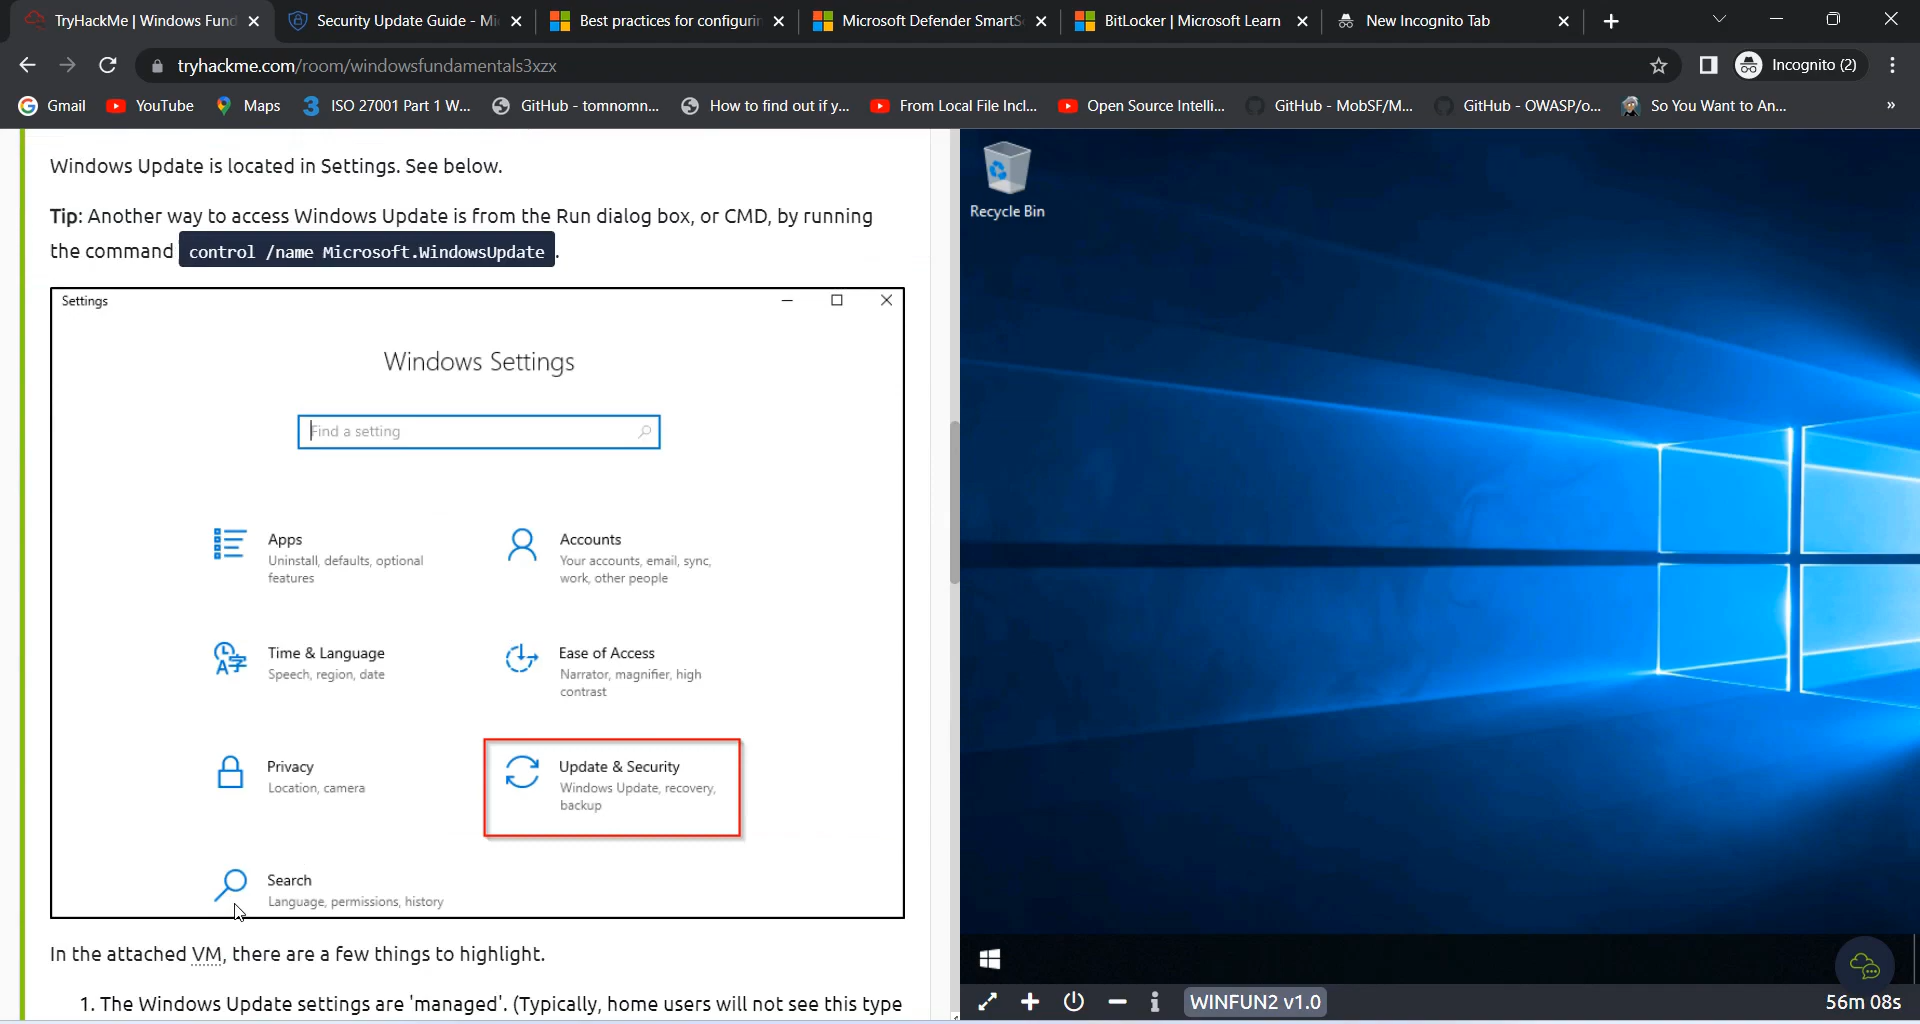 TryHackMe | Windows Fund
Security Update Guide - Mi
Best practices for configurin
Microsoft Defender SmartS
BitLocker | Microsoft Learn
New Incognito Tab
tryhackme.com/room/windowsfundamentals3xzx
Incognito (2)
Gmail
YouTube
Maps
ISO 27001 Part 1 W...
GitHub - tomnomn...
How to find out if y...
From Local File Incl...
Open Source Intelli...
GitHub - MobSF/M...
GitHub - OWASP/o...
So You Want to An...
»
Windows Update is located in Settings. See below.
Tip: Another way to access Windows Update is from the Run dialog box, or CMD, by running
the command control /name Microsoft.WindowsUpdate.
Settings
Windows Settings
Find a setting
Apps
Uninstall, defaults, optional
features
Accounts
Your accounts, email, sync,
work, other people
Time & Language
Speech, region, date
Ease of Access
Narrator, magnifier, high
contrast
Privacy
Location, camera
Update & Security
Windows Update, recovery,
backup
Search
Language, permissions, history
In the attached VM, there are a few things to highlight.
1. The Windows Update settings are 'managed'. (Typically, home users will not see this type
Recycle Bin
WINFUN2 v1.0
56m 08s